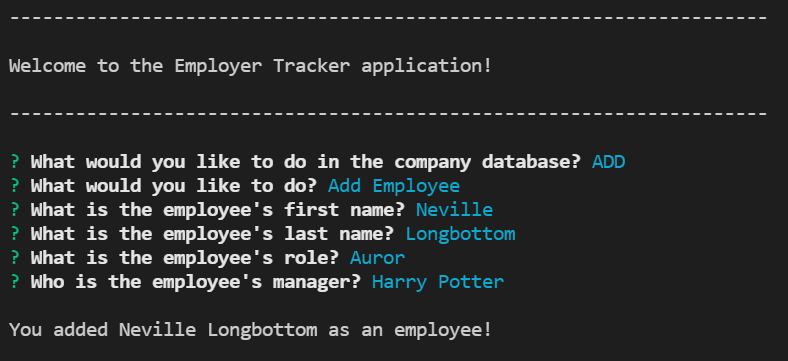 ---------------------------------------------------------------------
Welcome to the Employer Tracker application!
---------------------------------------------------------------------
? What would you like to do in the company database? ADD
? What would you like to do? Add Employee
? What is the employee's first name? Neville
? What is the employee's last name? Longbottom
? What is the employee's role? Auror
? Who is the employee's manager? Harry Potter
You added Neville Longbottom as an employee!